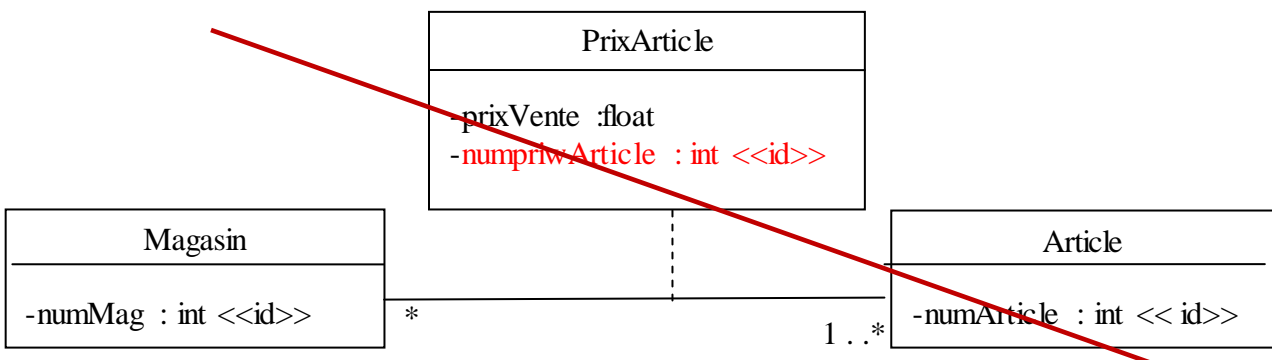 PrixArticle
-prixVente :float
-numpriwArticle : int <<id>>
Magasin
-numMag : int <<id>>
*
1 . .*
Article
-numArticle : int << id>>